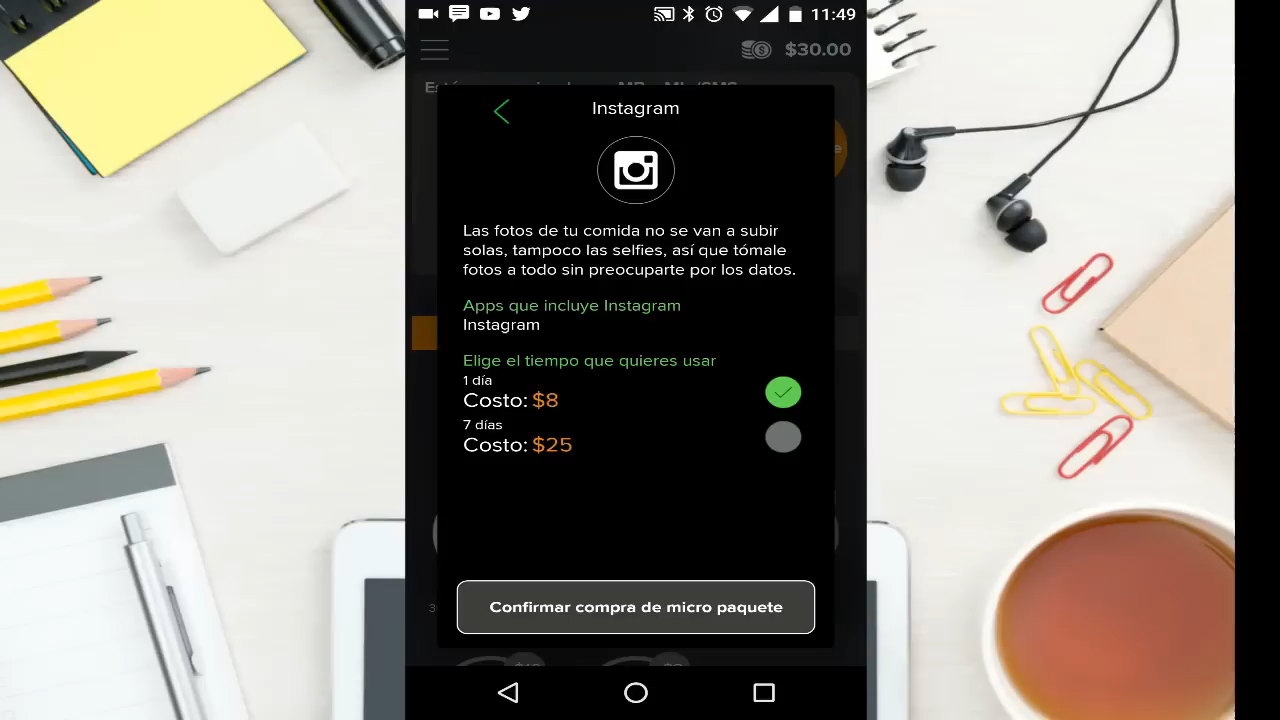 11:49
$30.00
Instagram
Las fotos de tu comida no se van a subir
solas, tampoco las selfies, así que tómale
fotos a todo sin preocuparte por los datos.
Apps que incluye Instagram
Instagram
Elige el tiempo que quieres usar
1 día
Costo: $8
7 días
Costo: $25
Confirmar compra de micro paquete